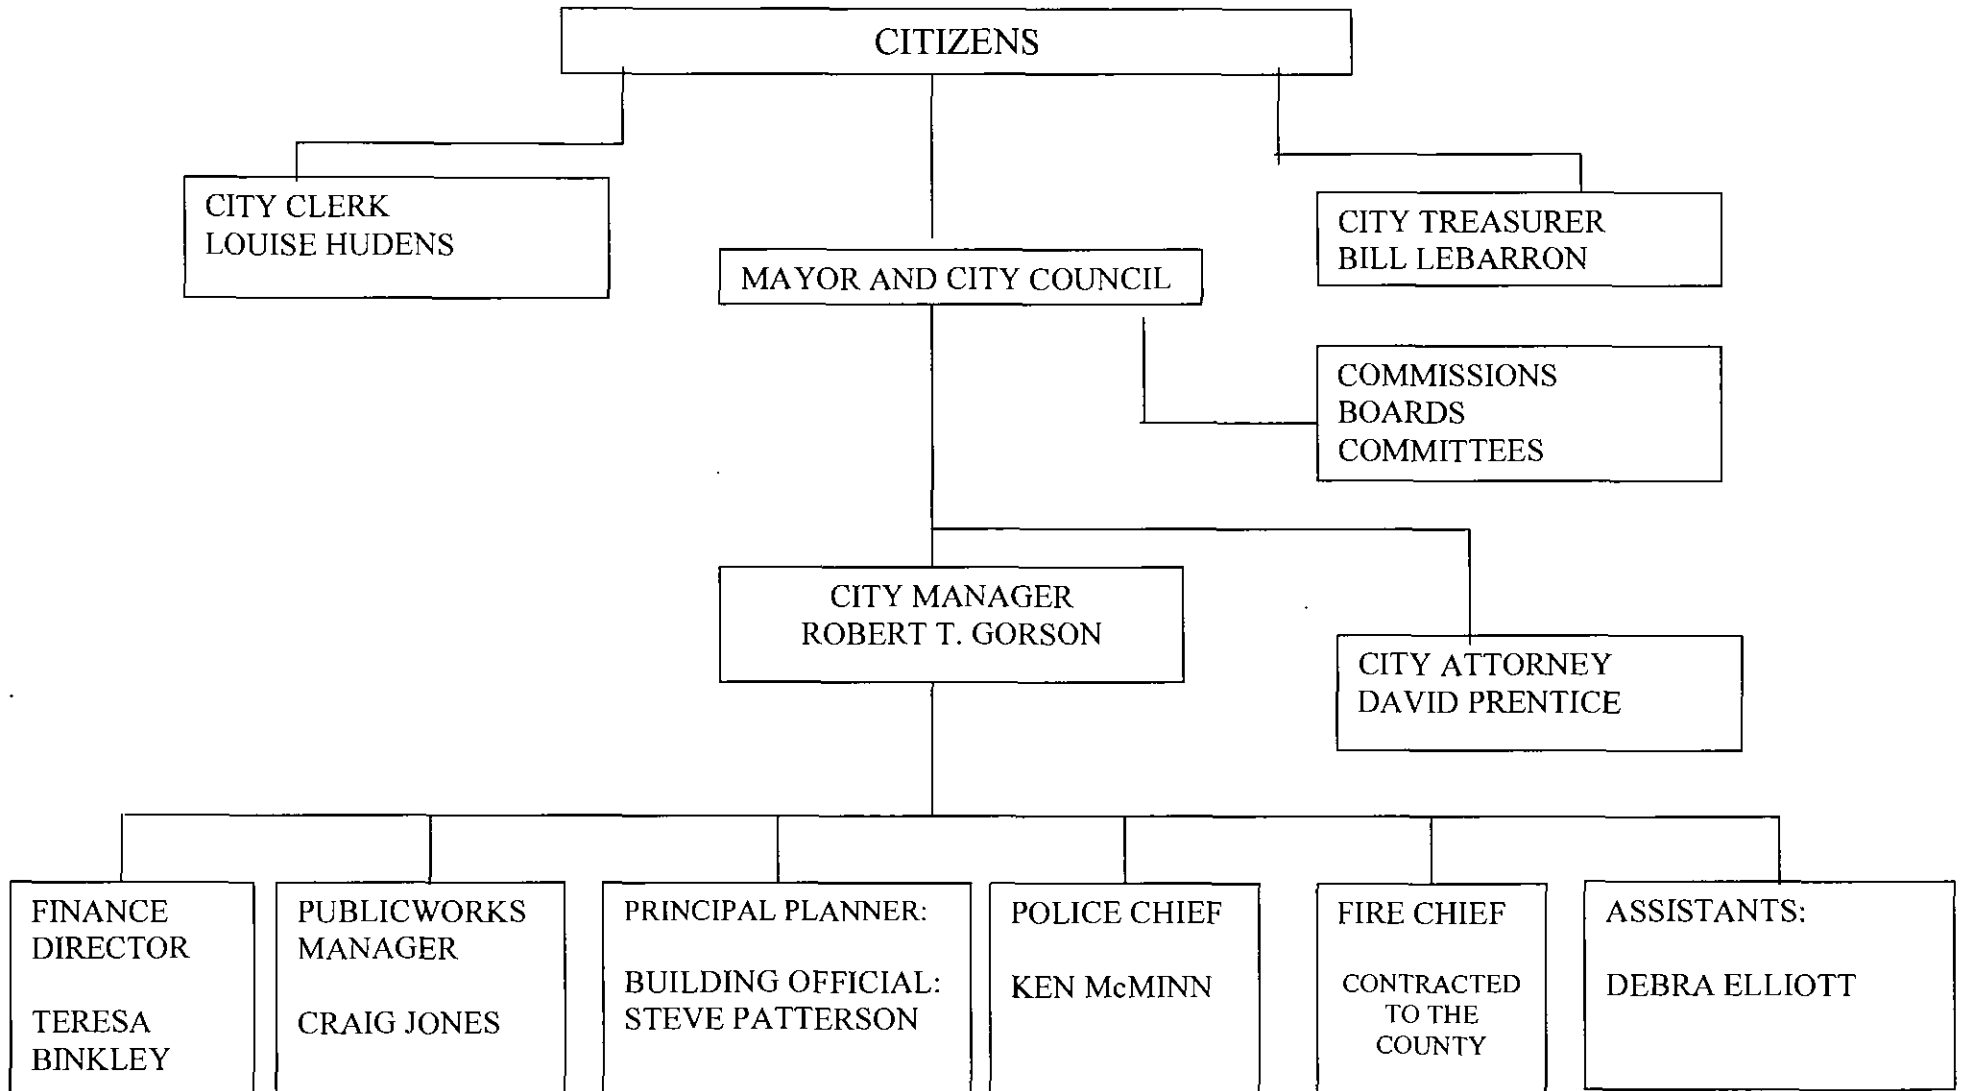 CITIZENS
CITY CLERK
LOUISE HUDENS
CITY TREASURER
BILL LEBARRON
MAYOR AND CITY COUNCIL
COMMISSIONS
BOARDS
COMMITTEES
CITY MANAGER
ROBERT T. GORSON
CITY ATTORNEY
DAVID PRENTICE
FINANCE
DIRECTOR
TERESA
BINKLEY
PUBLICWORKS
MANAGER
CRAIG JONES
PRINCIPAL PLANNER:
BUILDING OFFICIAL:
STEVE PATTERSON
POLICE CHIEF
KEN McMINN
FIRE CHIEF
CONTRACTED
TO THE
COUNTY
ASSISTANTS:
DEBRA ELLIOTT